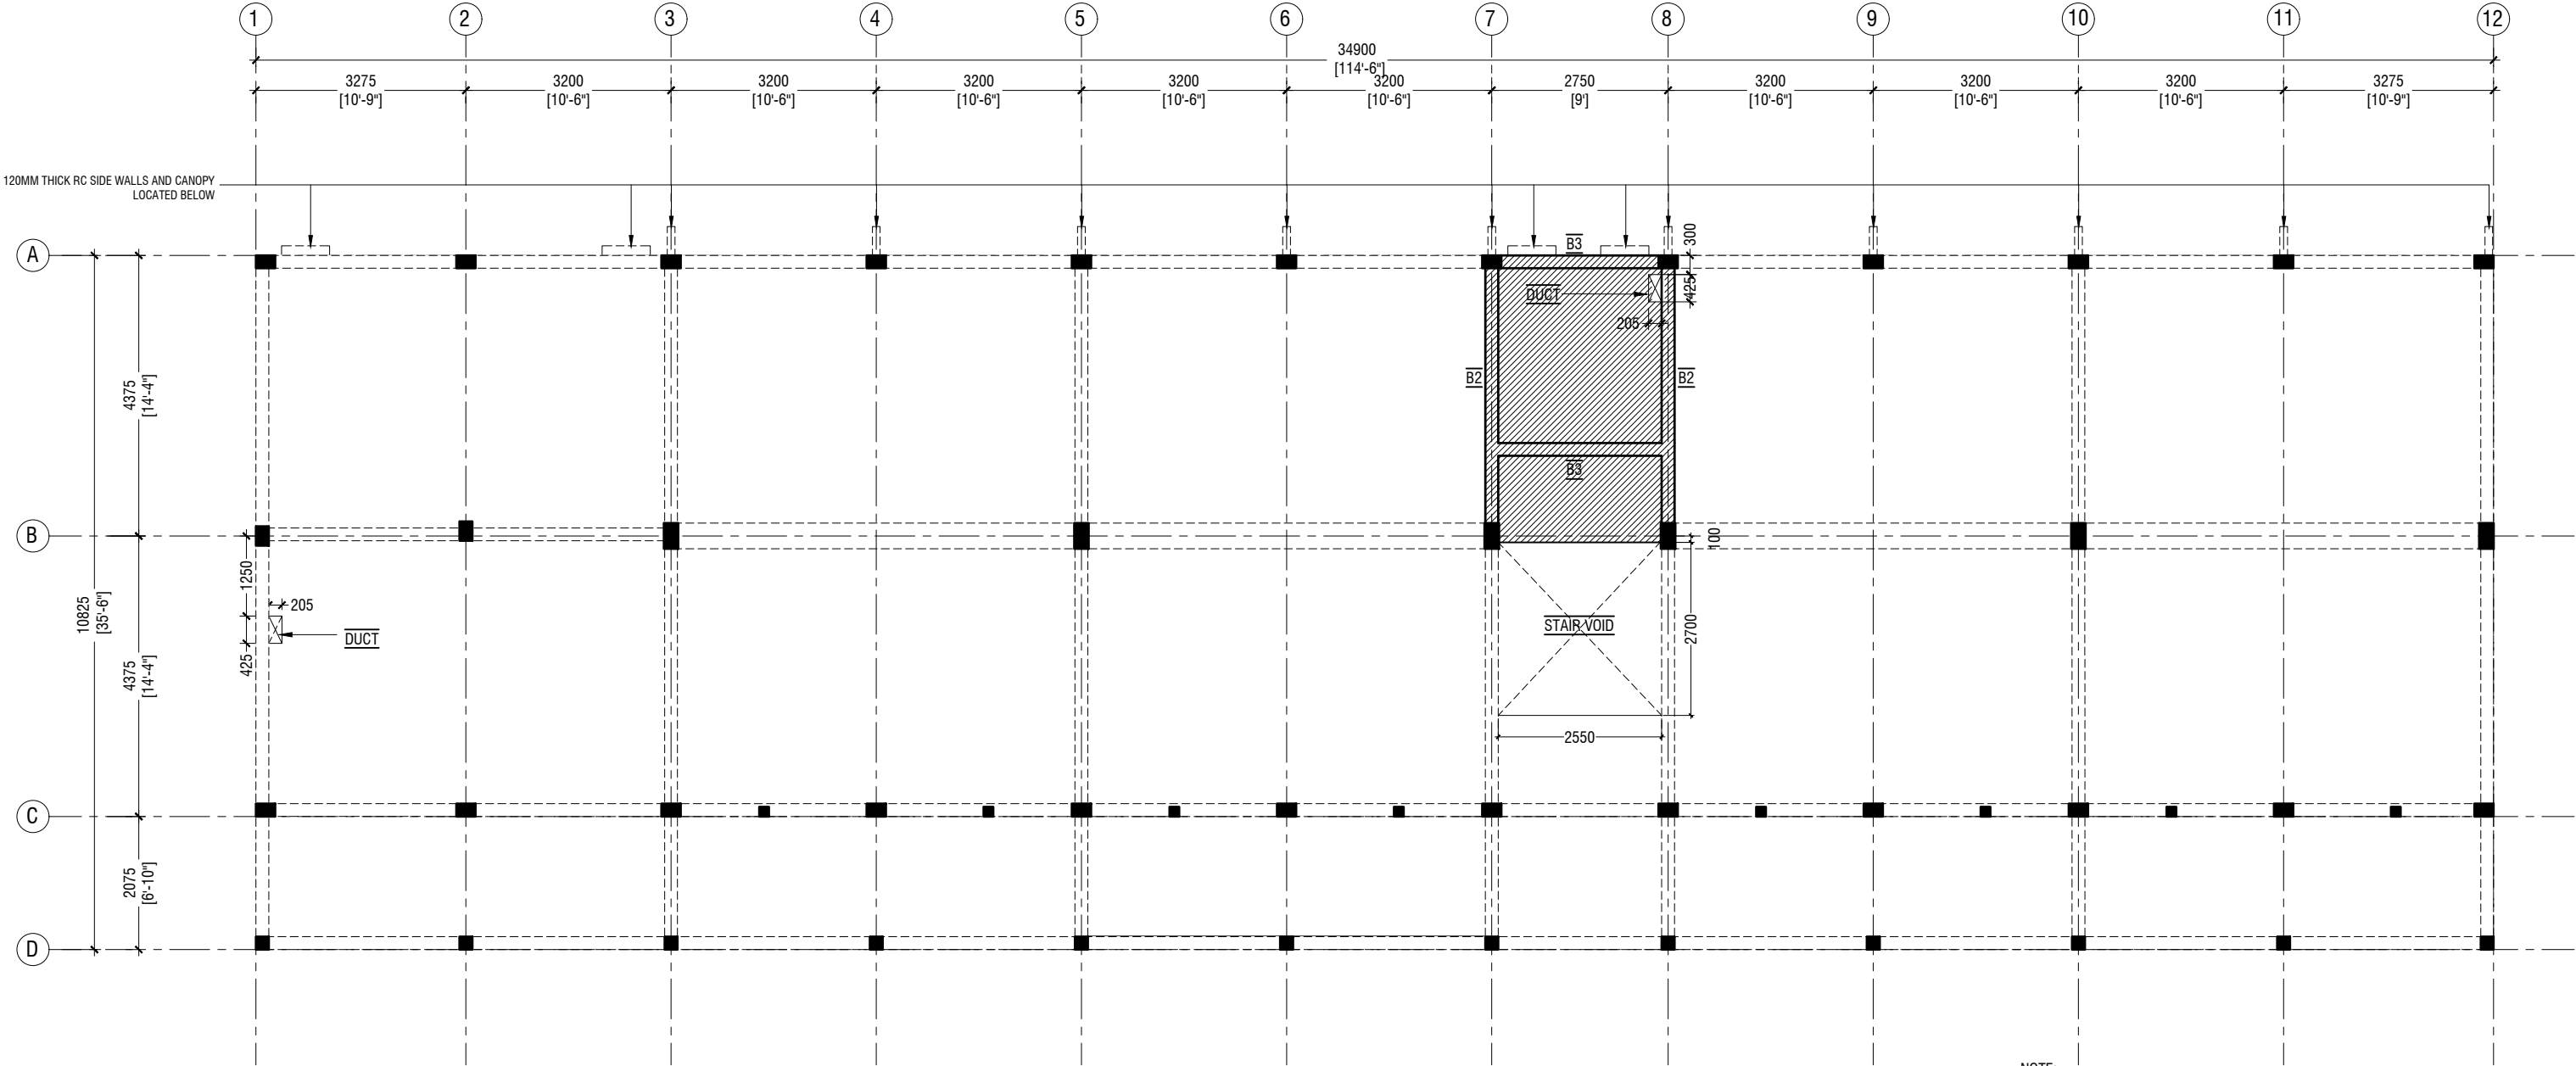 1 2 3 4 5 6 7 8 9 10 11 12
34900
[114'-6"]
3275 3200 3200 3200 3200 3200 2750 3200 3200 3200 3275
[10'-9"] [10'-6"] [10'-6"] [10'-6"] [10'-6"] [10'-6"] [9'] [10'-6"] [10'-6"] [10'-6"] [10'-9"]
120MM THICK RC SIDE WALLS AND CANOPY
LOCATED BELOW
A
B3
300
DUCT
425
205
4375
[14'-4"]
B2
B2
B3
B
100
1250
205
DUCT
425
10825
[35'-6"]
4375
[14'-4"]
STAIR VOID
2700
2550
C
2075
[6'-10"]
D
NOTE